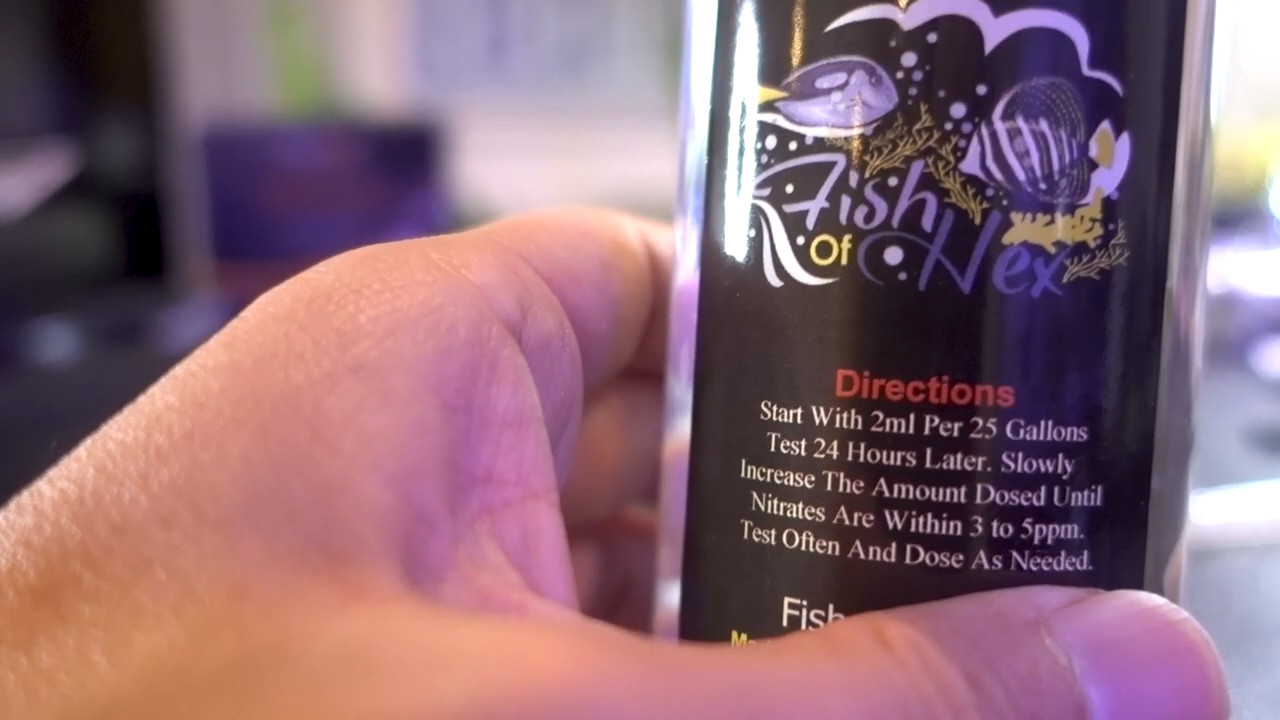 Fish
Of Hex
Directions
Start With 2ml Per 25 Gallons
Test 24 Hours Later. Slowly
Increase The Amount Dosed Until
Nitrates Are Within 3 to 5ppm.
Test Often And Dose As Needed.
Fish